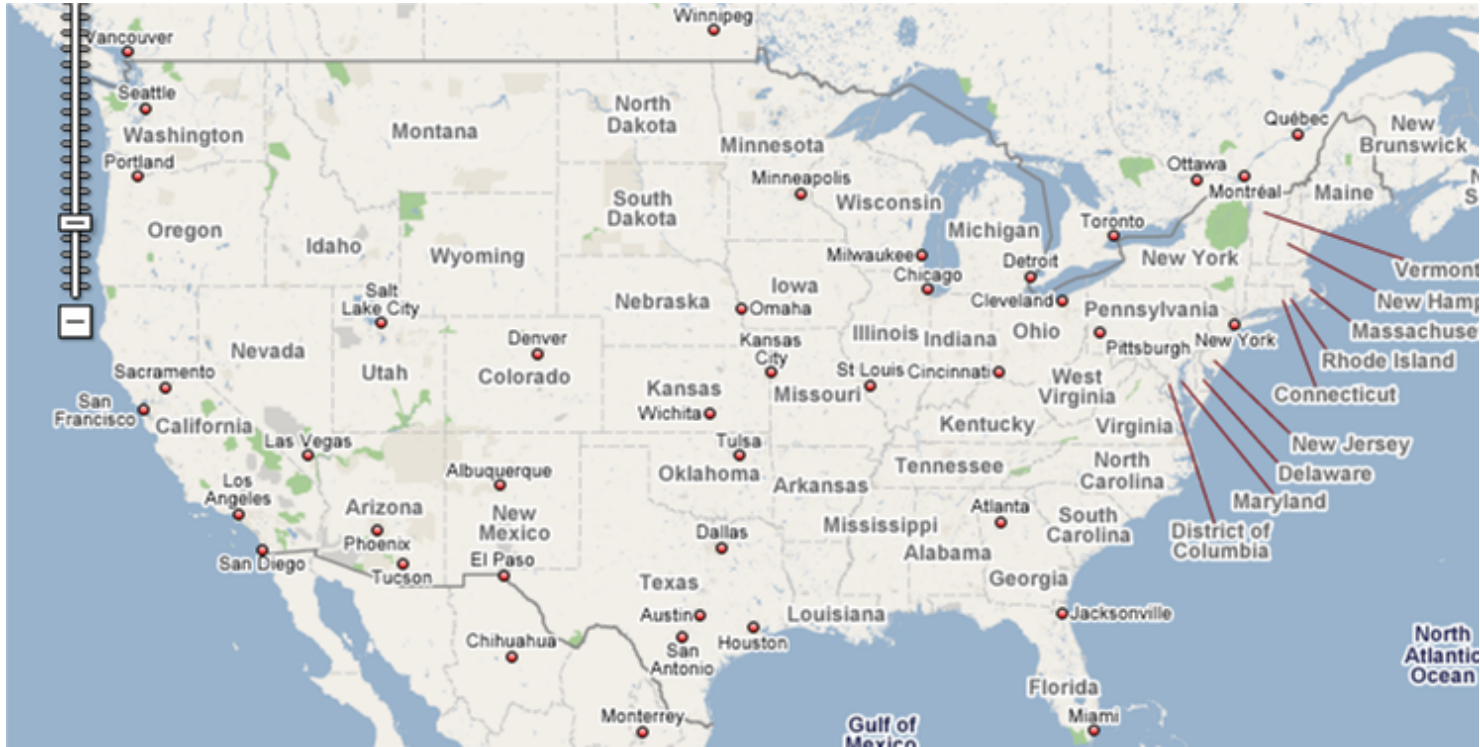 Winnipeg
Vancouver
Seattle
Washington
Montana
North
Dakota
Minnesota
Québec
New
Brunswick
Portland
Minneapolis
Ottawa
Montréal
Maine
Oregon
Idaho
South
Dakota
Wisconsin
Michigan
Toronto
Wyoming
Milwaukee
Detroit
New York
Vermont
Salt
Lake City
Nebraska
Iowa
Omaha
Chicago
Cleveland
Pennsylvania
New Hamp
Massachuse
Nevada
Denver
Kansas
City
Illinois
Indiana
Ohio
Pittsburgh
New York
Rhode Island
Sacramento
Utah
Colorado
Kansas
Missouri
St Louis
Cincinnati
West
Virginia
Connecticut
San
Francisco
California
Wichita
Kentucky
Virginia
New Jersey
Las Vegas
Albuquerque
Tulsa
Oklahoma
Arkansas
Tennessee
North
Carolina
Delaware
Maryland
Los
Angeles
Arizona
Phoenix
New
Mexico
Dallas
Mississippi
Alabama
Atlanta
South
Carolina
District of
Columbia
San Diego
Tucson
El Paso
Texas
Georgia
Austin
Houston
Louisiana
Jacksonville
Chihuahua
San
Antonio
North
Atlantic
Ocean
Florida
Monterrey
Gulf of
Mexico
Miami